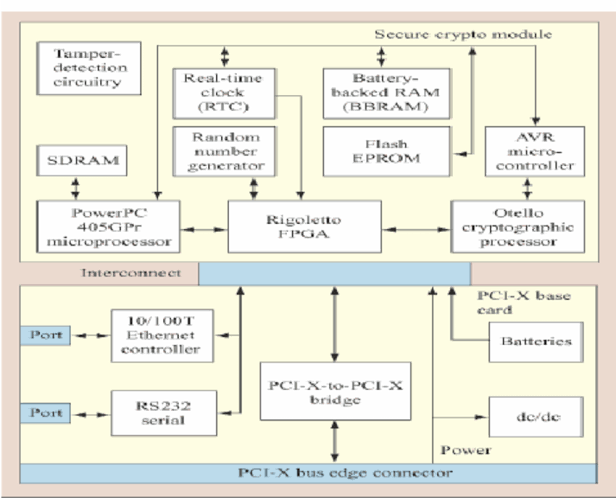 Secure crypto module
Tamper-
detection
circuitry
Real-time
clock
(RTC)
Battery-
backed RAM
(BBRAM)
Random
number
generator
Flash
EPROM
AVR
micro-
controller
SDRAM
PowerPC
405GPr
microprocessor
Rigoletto
FPGA
Otello
cryptographic
processor
Interconnect
PCI-X base
card
Port
10/100T
Ethernet
controller
Batteries
PCI-X-to-PCI-X
bridge
Port
RS232
serial
dc/dc
Power
PCI-X bus edge connector